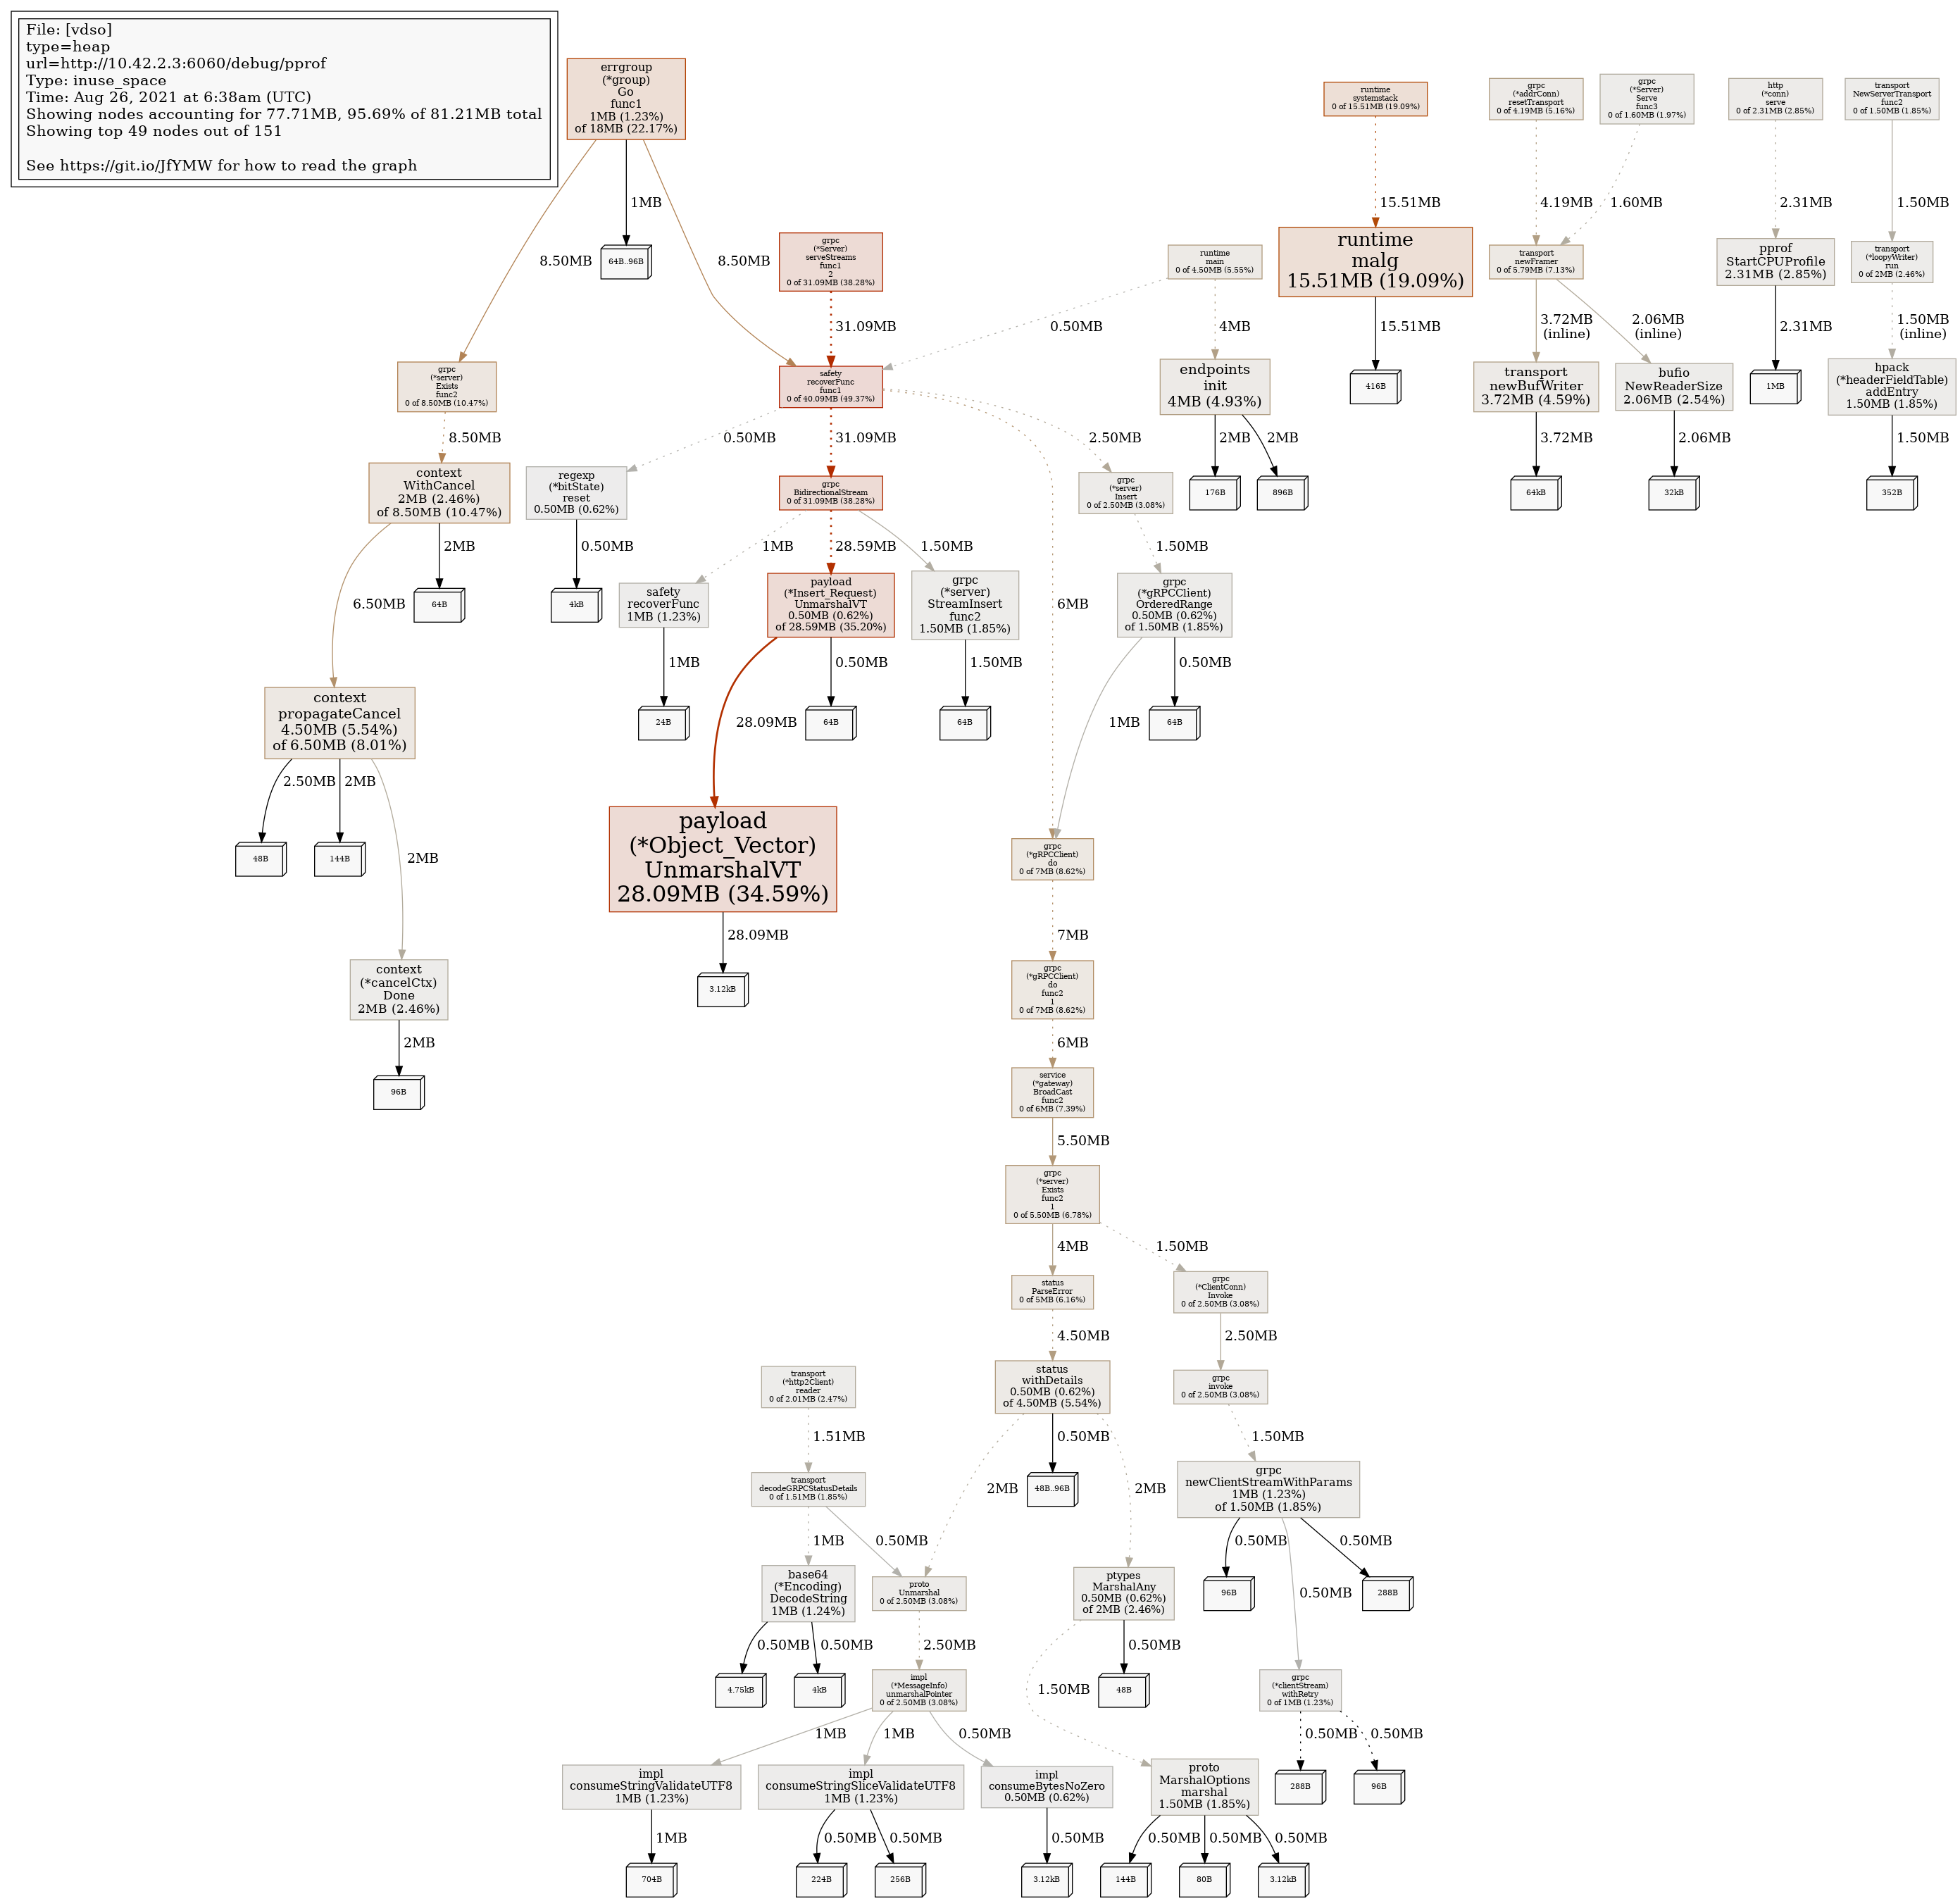 File: [vdso]
type=heap
url=http://10.42.2.3:6060/debug/pprof
Type: inuse_space
Time: Aug 26, 2021 at 6:38am (UTC)
Showing nodes accounting for 77.71MB, 95.69% of 81.21MB total
Showing top 49 nodes out of 151
See https://git.io/JfYMW for how to read the graph
errgroup
(*group)
Go
func1
1MB (1.23%)
of 18MB (22.17%)
runtime
systemstack
0 of 15.51MB (19.09%)
grpc
(*addrConn)
resetTransport
0 of 4.19MB (5.16%)
grpc
(*Server)
Serve
func3
0 of 1.60MB (1.97%)
http
(*conn)
serve
0 of 2.31MB (2.85%)
transport
NewServerTransport
func2
0 of 1.50MB (1.85%)
8.50MB
1MB
64B..96B
8.50MB
15.51MB
4.19MB
1.60MB
2.31MB
1.50MB
grpc
(*Server)
serveStreams
func1
2
0 of 31.09MB (38.28%)
runtime
main
0 of 4.50MB (5.55%)
runtime
malg
15.51MB (19.09%)
transport
newFramer
0 of 5.79MB (7.13%)
pprof
StartCPUProfile
2.31MB (2.85%)
transport
(*loopyWriter)
run
0 of 2MB (2.46%)
31.09MB
0.50MB
4MB
15.51MB
3.72MB
(inline)
2.06MB
(inline)
2.31MB
1.50MB
(inline)
grpc
(*server)
Exists
func2
0 of 8.50MB (10.47%)
safety
recoverFunc
func1
0 of 40.09MB (49.37%)
endpoints
init
4MB (4.93%)
416B
transport
newBufWriter
3.72MB (4.59%)
bufio
NewReaderSize
2.06MB (2.54%)
1MB
hpack
(*headerFieldTable)
addEntry
1.50MB (1.85%)
8.50MB
0.50MB
31.09MB
2.50MB
6MB
2MB
2MB
3.72MB
2.06MB
1.50MB
context
WithCancel
2MB (2.46%)
of 8.50MB (10.47%)
regexp
(*bitState)
reset
0.50MB (0.62%)
grpc
BidirectionalStream
0 of 31.09MB (38.28%)
grpc
(*server)
Insert
0 of 2.50MB (3.08%)
176B
896B
64kB
32kB
352B
6.50MB
2MB
0.50MB
1MB
28.59MB
1.50MB
1.50MB
64B
4kB
safety
recoverFunc
1MB (1.23%)
payload
(*Insert_Request)
UnmarshalVT
0.50MB (0.62%)
of 28.59MB (35.20%)
grpc
(*server)
StreamInsert
func2
1.50MB (1.85%)
grpc
(*gRPCClient)
OrderedRange
0.50MB (0.62%)
of 1.50MB (1.85%)
1MB
28.09MB
0.50MB
1.50MB
1MB
0.50MB
context
propagateCancel
4.50MB (5.54%)
of 6.50MB (8.01%)
24B
64B
64B
64B
2.50MB
2MB
2MB
48B
144B
payload
(*Object_Vector)
UnmarshalVT
28.09MB (34.59%)
grpc
(*gRPCClient)
do
0 of 7MB (8.62%)
28.09MB
7MB
context
(*cancelCtx)
Done
2MB (2.46%)
3.12kB
grpc
(*gRPCClient)
do
func2
1
0 of 7MB (8.62%)
2MB
6MB
96B
service
(*gateway)
BroadCast
func2
0 of 6MB (7.39%)
5.50MB
grpc
(*server)
Exists
func2
1
0 of 5.50MB (6.78%)
4MB
1.50MB
status
ParseError
0 of 5MB (6.16%)
grpc
(*ClientConn)
Invoke
0 of 2.50MB (3.08%)
4.50MB
2.50MB
transport
(*http2Client)
reader
0 of 2.01MB (2.47%)
status
withDetails
0.50MB (0.62%)
of 4.50MB (5.54%)
grpc
invoke
0 of 2.50MB (3.08%)
1.51MB
2MB
0.50MB
2MB
1.50MB
transport
decodeGRPCStatusDetails
0 of 1.51MB (1.85%)
48B..96B
grpc
newClientStreamWithParams
1MB (1.23%)
of 1.50MB (1.85%)
1MB
0.50MB
0.50MB
0.50MB
0.50MB
base64
(*Encoding)
DecodeString
1MB (1.24%)
proto
Unmarshal
0 of 2.50MB (3.08%)
ptypes
MarshalAny
0.50MB (0.62%)
of 2MB (2.46%)
96B
288B
0.50MB
0.50MB
2.50MB
1.50MB
0.50MB
4.75kB
4kB
impl
(*MessageInfo)
unmarshalPointer
0 of 2.50MB (3.08%)
48B
grpc
(*clientStream)
withRetry
0 of 1MB (1.23%)
1MB
1MB
0.50MB
0.50MB
0.50MB
impl
consumeStringValidateUTF8
1MB (1.23%)
impl
consumeStringSliceValidateUTF8
1MB (1.23%)
impl
consumeBytesNoZero
0.50MB (0.62%)
proto
MarshalOptions
marshal
1.50MB (1.85%)
288B
96B
1MB
0.50MB
0.50MB
0.50MB
0.50MB
0.50MB
0.50MB
704B
224B
256B
3.12kB
144B
80B
3.12kB